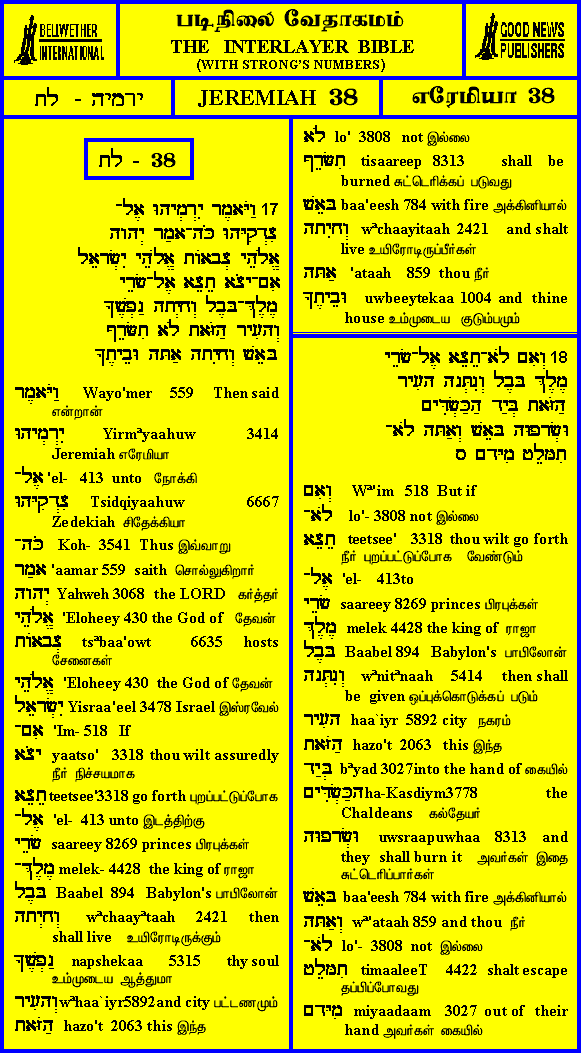 BELLWETHER
INTERNATIONAL
படிநிலை வேதாகமம்
THE INTERLAYER BIBLE
(WITH STRONG'S NUMBERS)
GOOD NEWS
PUBLISHERS
ירמיה - לח
JEREMIAH 38
எரேமியா 38
לח - 38
17 וַיֹּאמֶר יִרְמְיָהוּ אֶל־
צִדְקִיָּהוּ כֹּה־אָמַר יְהוָה
אֱלֹהֵי צְבָאוֹת אֱלֹהֵי יִשְׂרָאֵל
אִם־יָצֹא תֵצֵא אֶל־שָׂרֵי
מֶלֶךְ־בָּבֶל וְחָיְתָה נַפְשֶׁךָ
וְהָעִיר הַזֹּאת לֹא תִשָּׂרֵף
בָּאֵשׁ וְחָיִתָה אַתָּה וּבֵיתֶךָ
וַיֹּאמֶר Wayo'mer 559 Then said
என்றான்
יִרְמְיָהוּ Yirmᵊyaahuw 3414
Jeremiah எரேமியா
אֶל־ 'el- 413 unto நோக்கி
צִדְקִיָּהוּ Tsidqiyaahuw 6667
Zedekiah சிதேக்கியா
כֹּה־ Koh- 3541 Thus இவ்வாறு
אָמַר 'aamar 559 saith சொல்லுகிறார்
יְהוָה Yahweh 3068 the LORD கர்த்தர்
אֱלֹהֵי 'Eloheey 430 the God of தேவன்
צְבָאוֹת tsᵊbaa'owt 6635 hosts
சேனைகள்
אֱלֹהֵי 'Eloheey 430 the God of தேவன்
יִשְׂרָאֵל Yisraa'eel 3478 Israel இஸ்ரவேல்
אִם־ 'Im- 518 If
יָצֹא yaatso' 3318 thou wilt assuredly
நீர் நிச்சயமாக
תֵצֵא teetsee'3318 go forth புறப்பட்டுப்போக
אֶל־ 'el- 413 unto இடத்திற்கு
שָׂרֵי saareey 8269 princes பிரபுக்கள்
מֶלֶךְ־ melek- 4428 the king of ராஜா
בָּבֶל Baabel 894 Babylon's பாபிலோன்
וְחָיְתָה wᵊchaayᵊtaah 2421 then
shall live உயிரோடிருக்கும்
נַפְשֶׁךָ napshekaa 5315 thy soul
உம்முடைய ஆத்துமா
וְהָעִיר wᵊhaa`iyr5892and city பட்டணமும்
הַזֹּאת hazo't 2063 this இந்த
לֹא lo' 3808 not இல்லை
תִשָּׂרֵף tisaareep 8313 shall be
burned சுட்டெரிக்கப் படுவது
בָּאֵשׁ baa'eesh 784 with fire அக்கினியால்
וְחָיִתָה wᵊchaayitaah 2421 and shalt
live உயிரோடிருப்பீர்கள்
אַתָּה 'ataah 859 thou நீர்
וּבֵיתֶךָ uwbeeytekaa 1004 and thine
house உம்முடைய குடும்பமும்
18 וְאִם לֹא־תֵצֵא אֶל־שָׂרֵי
מֶלֶךְ בָּבֶל וְנִתְּנָה הָעִיר
הַזֹּאת בְּיַד הַכַּשְׂדִּים
וּשְׂרָפוּהָ בָּאֵשׁ וְאַתָּה לֹא־
תִמָּלֵט מִיָּדָם ס
וְאִם Wᵊ'im 518 But if
לֹא־ lo'- 3808 not இல்லை
תֵצֵא teetsee' 3318 thou wilt go forth
நீர் புறப்பட்டுப்போக வேண்டும்
אֶל־ 'el- 413to
שָׂרֵי saareey 8269 princes பிரபுக்கள்
מֶלֶךְ melek 4428 the king of ராஜா
בָּבֶל Baabel 894 Babylon's பாபிலோன்
וְנִתְּנָה wᵊnitᵊnaah 5414 then shall
be given ஒப்புக்கொடுக்கப் படும்
הָעִיר haa`iyr 5892 city நகரம்
הַזֹּאת hazo't 2063 this இந்த
בְּיַד bᵊyad 3027into the hand of கையில்
הַכַּשְׂדִּים ha-Kasdiym3778 the
Chaldeans கல்தேயர்
וּשְׂרָפוּהָ uwsraapuwhaa 8313 and
they shall burn it அவர்கள் இதை
சுட்டெரிப்பார்கள்
בָּאֵשׁ baa'eesh 784 with fire அக்கினியால்
וְאַתָּה wᵊ'ataah 859 and thou நீர்
לֹא־ lo'- 3808 not இல்லை
תִמָּלֵט timaaleeT 4422 shalt escape
தப்பிப்போவது
מִיָּדָם miyaadaam 3027 out of their
hand அவர்கள் கையில்